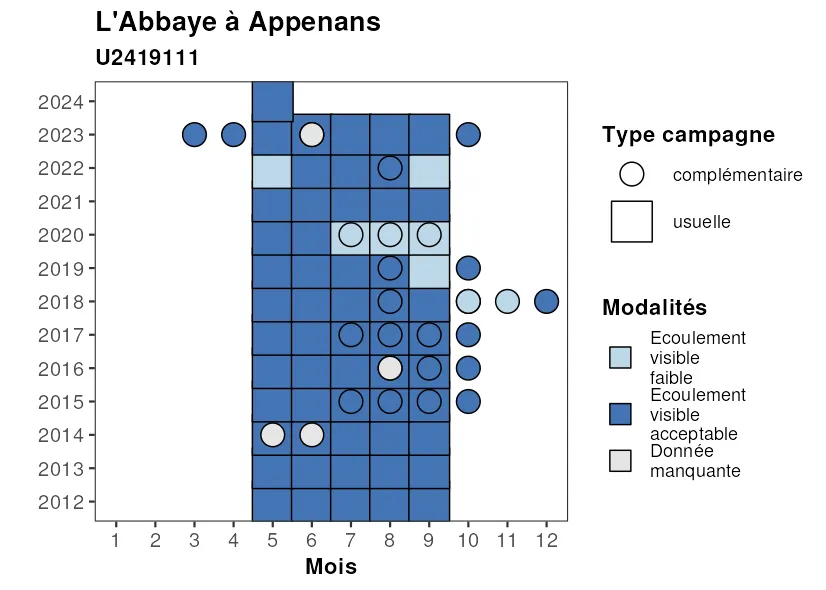 L'Abbaye à Appenans
U2419111
2024
2023
2022
2021
2020
2019
2018
2017
2016
2015
2014
2013
2012
1 2 3 4 5 6 7 8 9 10 11 12
Mois
Type campagne
complémentaire
usuelle
Modalités
Ecoulement
visible
faible
Ecoulement
visible
acceptable
Donnée
manquante